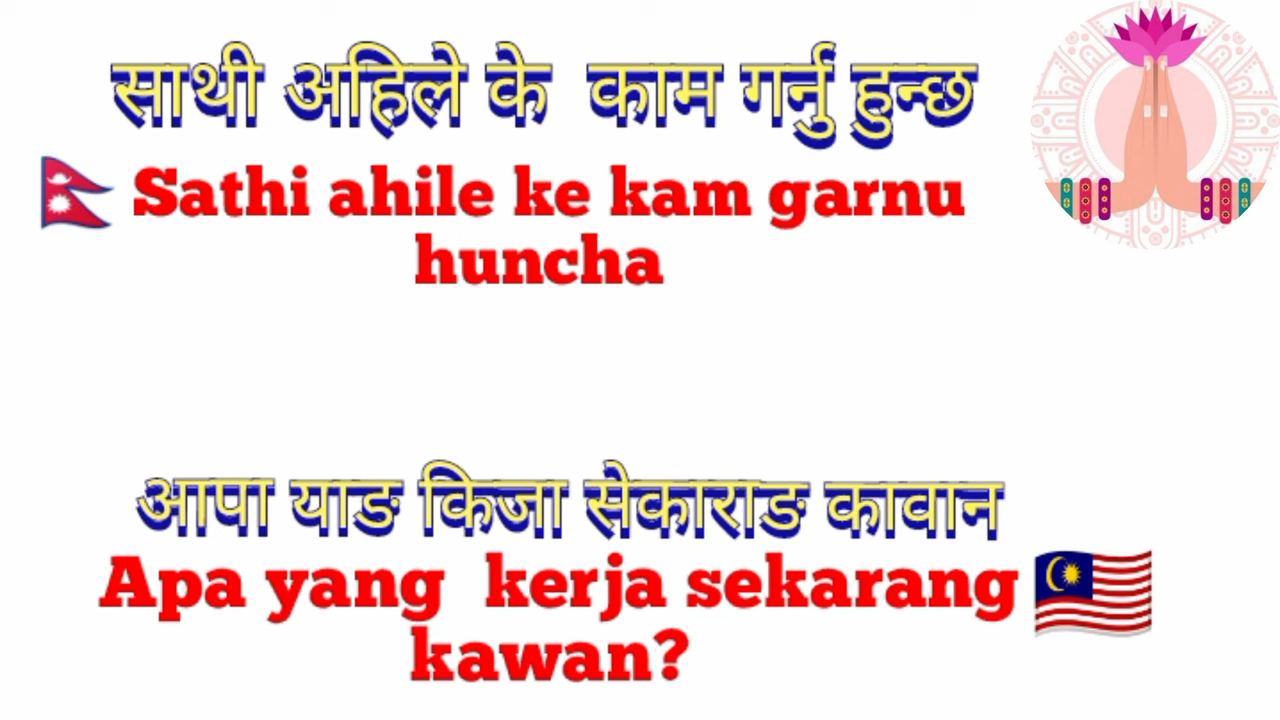 साथी अहिले के काम गर्नु हुन्छ
Sathi ahile ke kam garnu
huncha
आपा याङ किजा सेकाराङ कावान
Apa yang kerja sekarang
kawan?